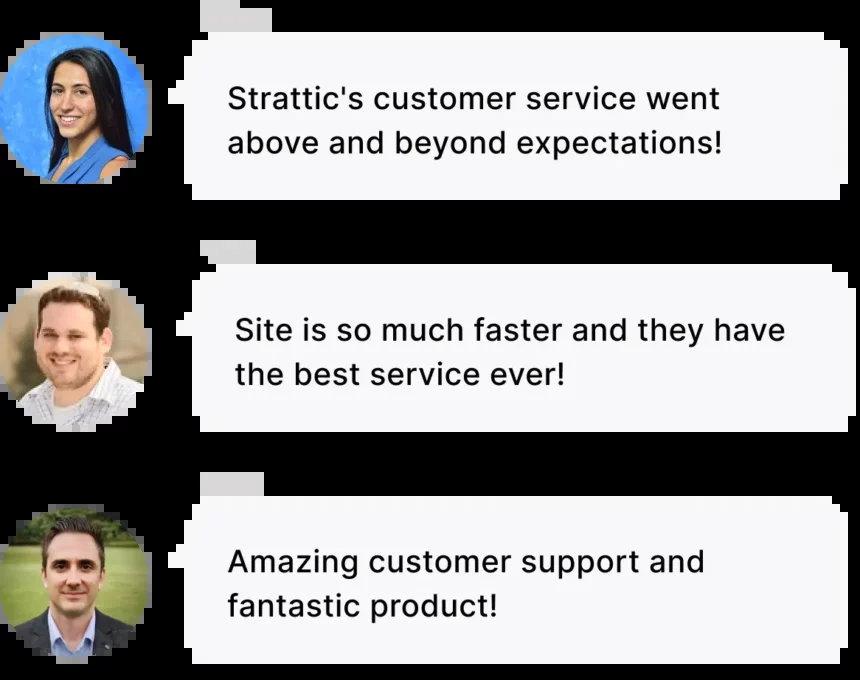 Strattic's customer service went
above and beyond expectations!
Site is so much faster and they have
the best service ever!
Amazing customer support and
fantastic product!